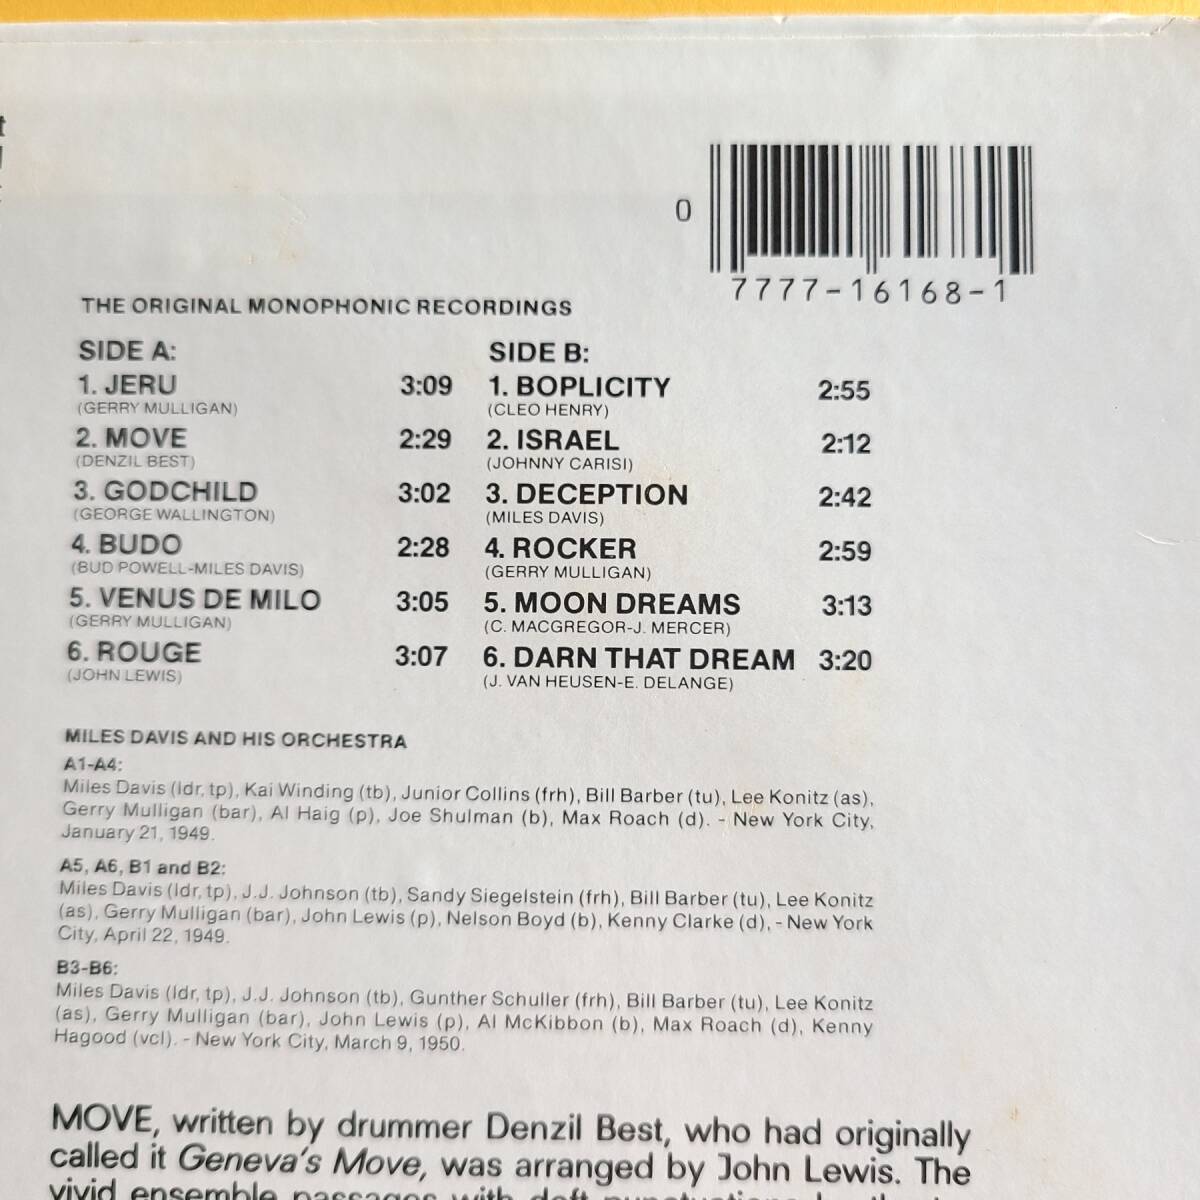 0
7777-16168-1
THE ORIGINAL MONOPHONIC RECORDINGS
SIDE A:
1. JERU 3:09
(GERRY MULLIGAN)
2. MOVE 2:29
(DENZIL BEST)
3. GODCHILD 3:02
(GEORGE WALLINGTON)
4. BUDO 2:28
(BUD POWELL-MILES DAVIS)
5. VENUS DE MILO 3:05
(GERRY MULLIGAN)
6. ROUGE 3:07
(JOHN LEWIS)
SIDE B:
1. BOPLICITY 2:55
(CLEO HENRY)
2. ISRAEL 2:12
(JOHNNY CARISI)
3. DECEPTION 2:42
(MILES DAVIS)
4. ROCKER 2:59
(GERRY MULLIGAN)
5. MOON DREAMS 3:13
(C. MACGREGOR-J. MERCER)
6. DARN THAT DREAM 3:20
(J. VAN HEUSEN-E. DELANGE)
MILES DAVIS AND HIS ORCHESTRA
A1-A4:
Miles Davis (ldr, tp), Kai Winding (tb), Junior Collins (frh), Bill Barber (tu), Lee Konitz (as),
Gerry Mulligan (bar), Al Haig (p), Joe Shulman (b), Max Roach (d). - New York City,
January 21, 1949.
A5, A6, B1 and B2:
Miles Davis (ldr, tp), J.J. Johnson (tb), Sandy Siegelstein (frh), Bill Barber (tu), Lee Konitz
(as), Gerry Mulligan (bar), John Lewis (p), Nelson Boyd (b), Kenny Clarke (d), - New York
City, April 22, 1949.
B3-B6:
Miles Davis (ldr, tp), J.J. Johnson (tb), Gunther Schuller (frh), Bill Barber (tu), Lee Konitz
(as), Gerry Mulligan (bar), John Lewis (p), Al McKibbon (b), Max Roach (d), Kenny
Hagood (vcl). - New York City, March 9, 1950.
MOVE, written by drummer Denzil Best, who had originally
called it Geneva's Move, was arranged by John Lewis. The
vivid ensemble passages with deft punctuations